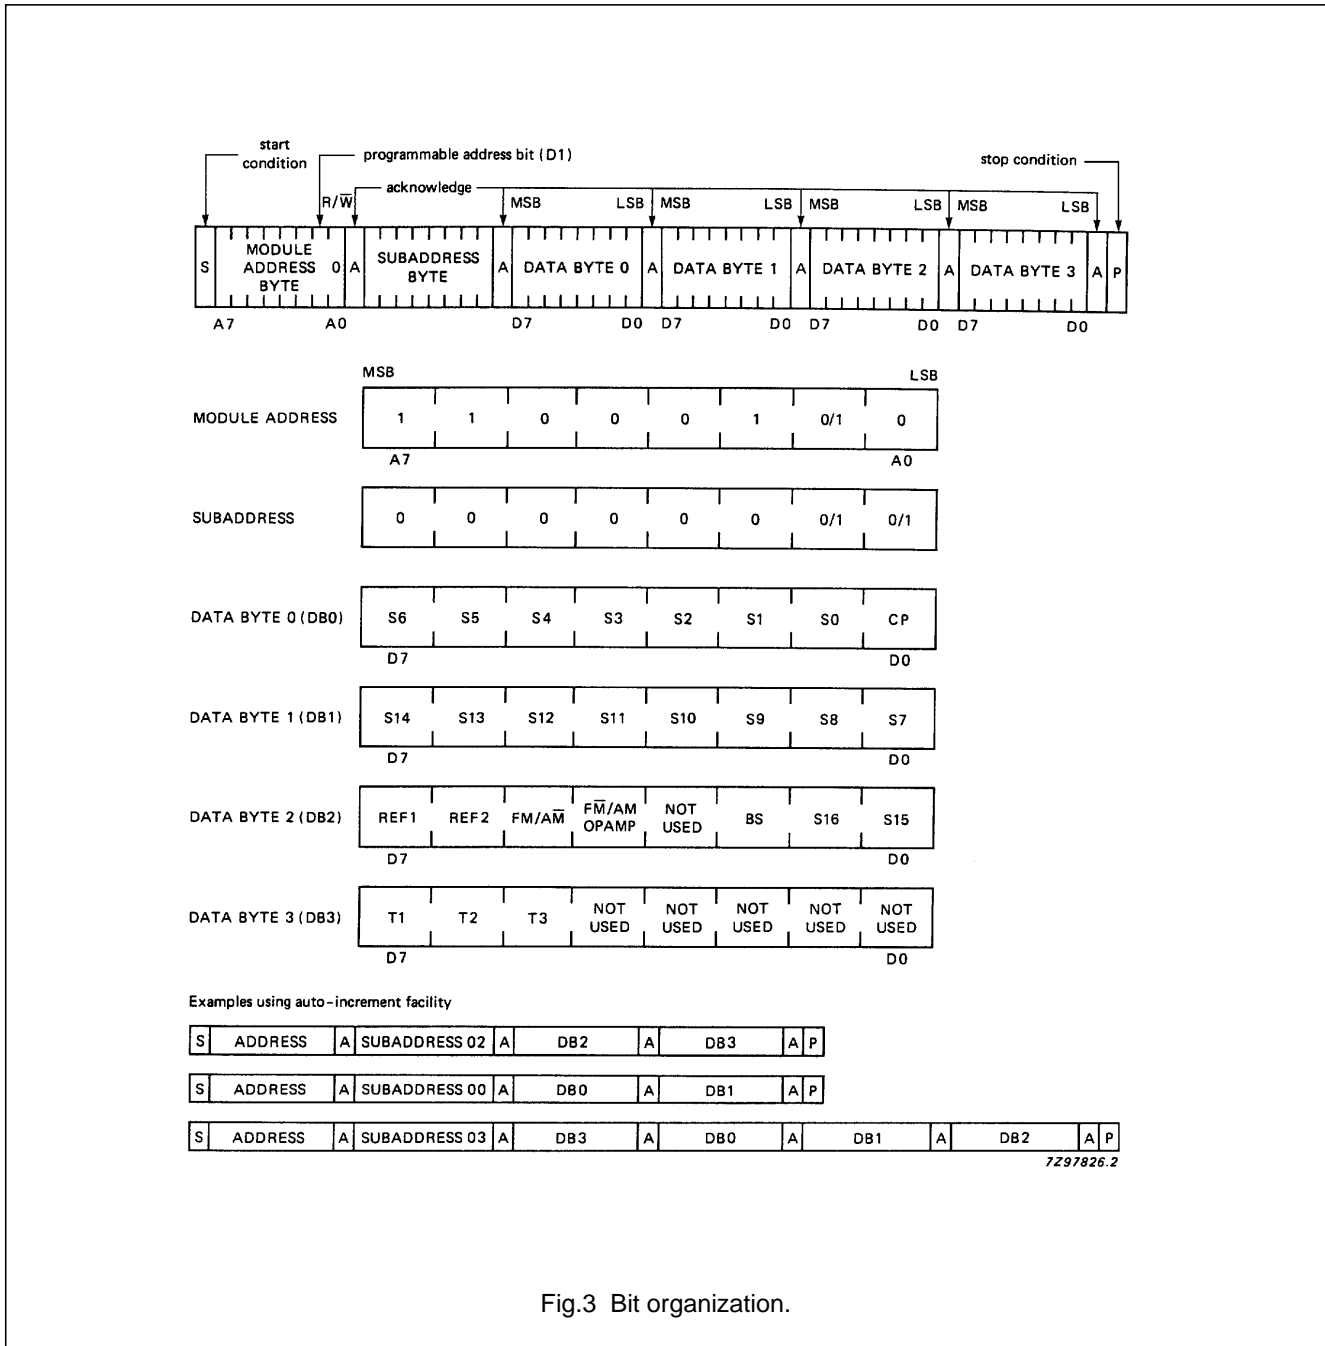 start condition
programmable address bit (D1)
stop condition
R/W̅
acknowledge
MSB LSB MSB LSB MSB LSB MSB LSB
S MODULE ADDRESS BYTE 0 A SUBADDRESS BYTE A DATA BYTE 0 A DATA BYTE 1 A DATA BYTE 2 A DATA BYTE 3 A P
A7 A0 D7 D0 D7 D0 D7 D0 D7 D0
MSB LSB
MODULE ADDRESS 1 1 0 0 0 1 0/1 0
A7 A0
SUBADDRESS 0 0 0 0 0 0 0/1 0/1
DATA BYTE 0 (DB0) S6 S5 S4 S3 S2 S1 S0 CP
D7 D0
DATA BYTE 1 (DB1) S14 S13 S12 S11 S10 S9 S8 S7
D7 D0
DATA BYTE 2 (DB2) REF1 REF2 FM/AM̅ FM̅/AM OPAMP NOT USED BS S16 S15
D7 D0
DATA BYTE 3 (DB3) T1 T2 T3 NOT USED NOT USED NOT USED NOT USED NOT USED
D7 D0
Examples using auto-increment facility
S ADDRESS A SUBADDRESS 02 A DB2 A DB3 A P
S ADDRESS A SUBADDRESS 00 A DB0 A DB1 A P
S ADDRESS A SUBADDRESS 03 A DB3 A DB0 A DB1 A DB2 A P
7Z97826.2
Fig.3 Bit organization.